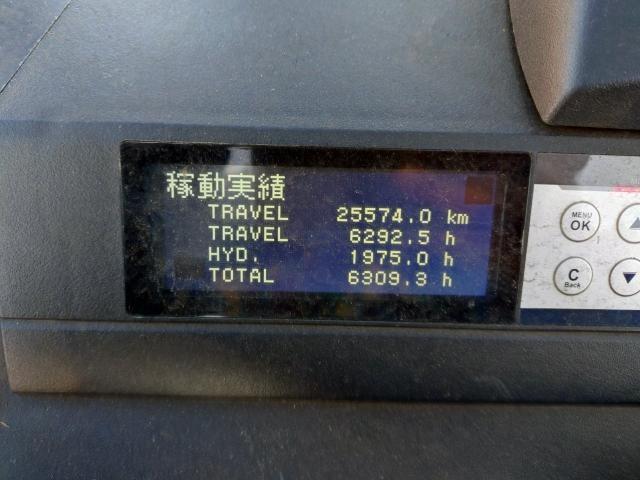 稼動実績
TRAVEL 25574.0 km
TRAVEL 6292.5 h
HYD. 1975.0 h
TOTAL 6309.3 h
MENU
OK
C
Back